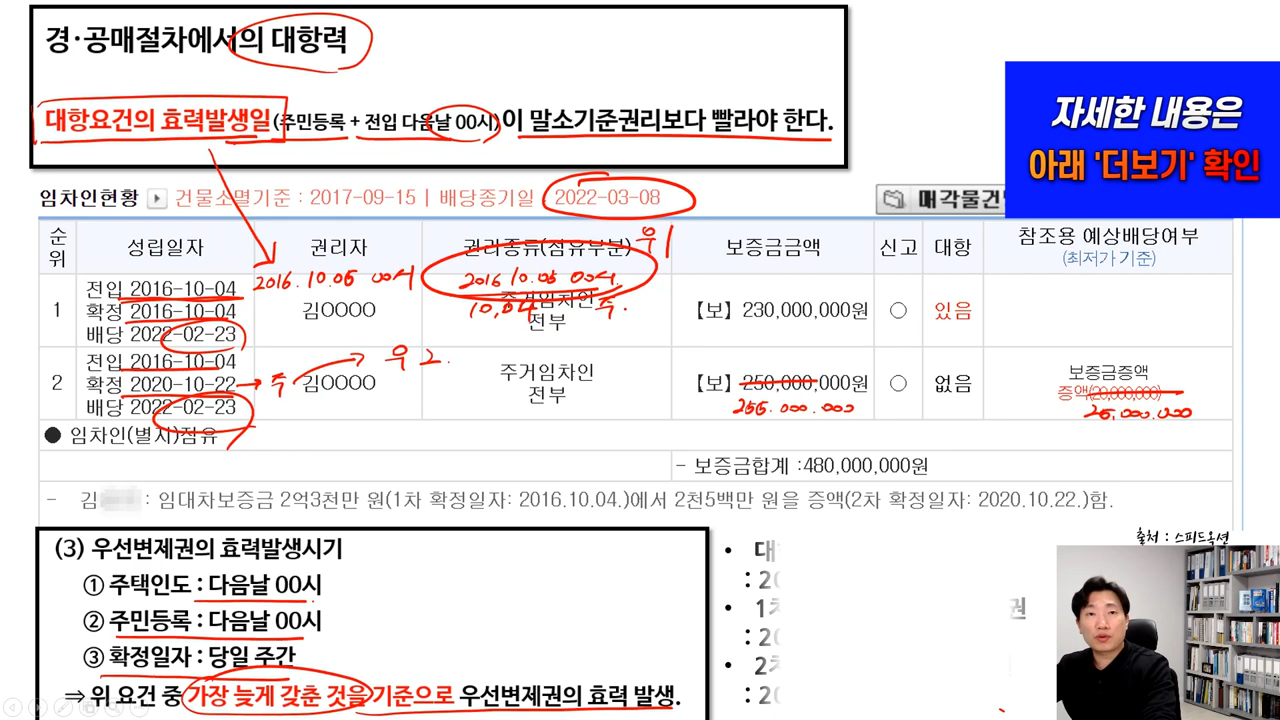 경·공매절차에서의 대항력
대항요건의 효력발생일(주민등록 + 전입 다음날 00시)이 말소기준권리보다 빨라야 한다.
자세한 내용은
아래 '더보기' 확인
임차인현황 건물소멸기준 : 2017-09-15 | 배당종기일 2022-03-08
매각물건
순위 성립일자 권리자 권리종류(점유부분) 우1 보증금금액 신고 대항 참조용 예상배당여부
(최저가 기준)
1 전입 2016-10-04
확정 2016-10-04
배당 2022-02-23
2016.10.05 00시
김OOOO
2016 10.05 00시
10.04 주.
주거임차인
전부
【보】 230,000,000원 ○ 있음
2 전입 2016-10-04
확정 2020-10-22 → 주 우 2.
배당 2022-02-23
김OOOO
주거임차인
전부
【보】 250,000,000원 ○ 없음
255.000.000
보증금증액
증액(20,000,000)
25,000.000
● 임차인(별지)점유
- 보증금합계 :480,000,000원
- 김 : 임대차보증금 2억3천만 원(1차 확정일자: 2016.10.04.)에서 2천5백만 원을 증액(2차 확정일자: 2020.10.22.)함.
출처 : 스피드옥션
(3) 우선변제권의 효력발생시기
① 주택인도 : 다음날 00시
② 주민등록 : 다음날 00시
③ 확정일자 : 당일 주간
⇒ 위 요건 중 가장 늦게 갖춘 것을 기준으로 우선변제권의 효력 발생.
• 대
: 20
• 1차 권
: 20
• 2차
: 20